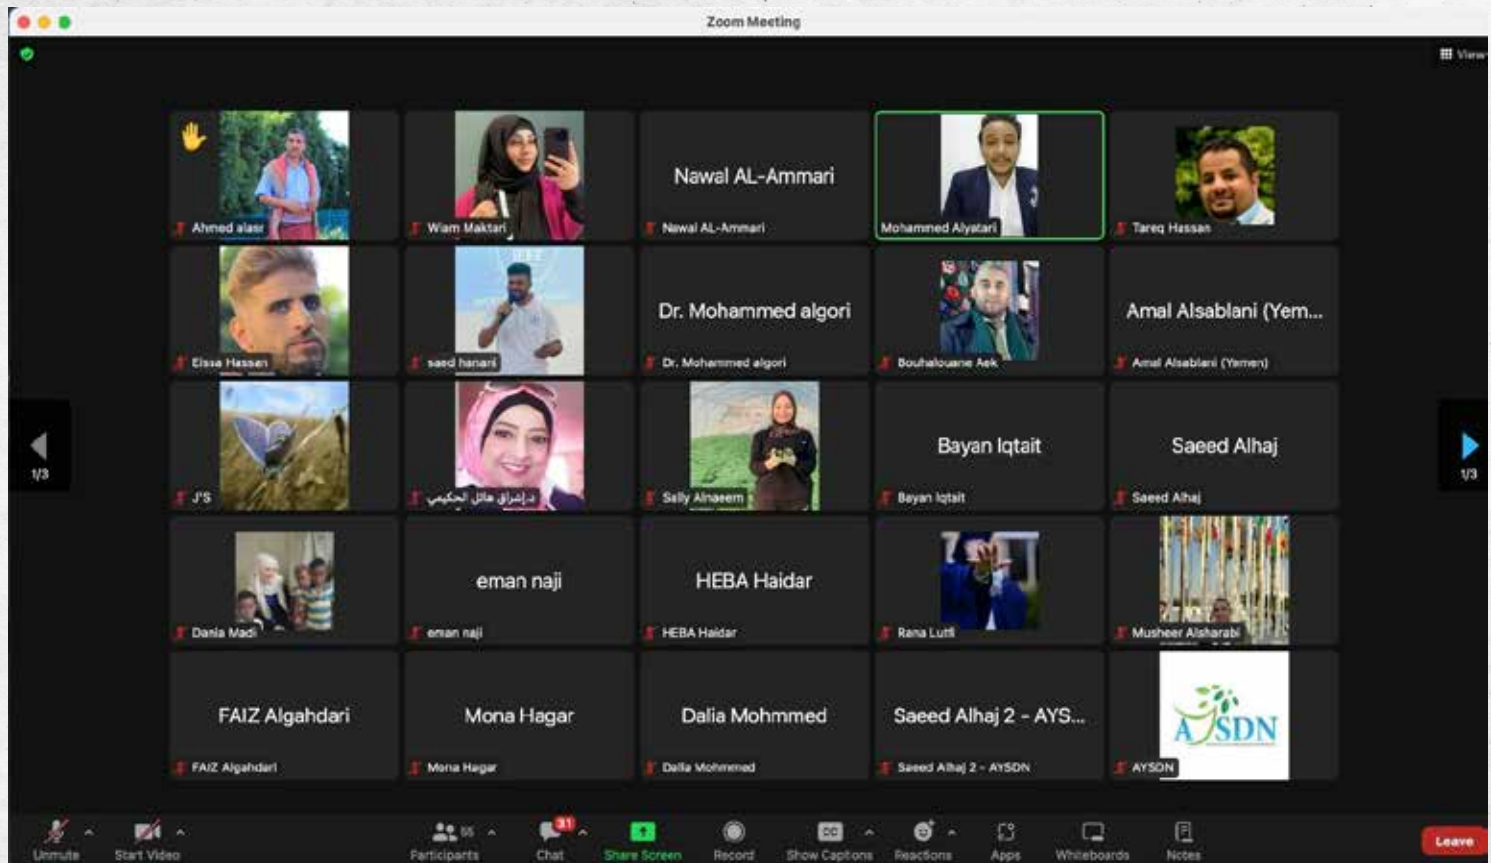 Zoom Meeting
View
Ahmed alasr
Wiam Maktari
Nawal AL-Ammari
Nawal AL-Ammari
Mohammed Alyatari
Tareq Hassan
Eissa Hassan
saed hanani
Dr. Mohammed algori
Dr. Mohammed algori
Bouhalouane Aek
Amal Alsablani (Yem...
Amal Alsablani (Yemen)
1/3
J'S
د.إشراق هائل الحكيمي
Sally Alnaeem
Bayan Iqtait
Bayan Iqtait
Saeed Alhaj
Saeed Alhaj
1/3
Dania Madi
eman naji
eman naji
HEBA Haidar
HEBA Haidar
Rana Lutfi
Musheer Alsharabi
FAIZ Algahdari
FAIZ Algahdari
Mona Hagar
Mona Hagar
Dalia Mohmmed
Dalia Mohmmed
Saeed Alhaj 2 - AYS...
Saeed Alhaj 2 - AYSDN
AYSDN
AYSDN
Unmute
Start Video
55
Participants
31
Chat
Share Screen
Record
CC
Show Captions
Reactions
Apps
Whiteboards
Notes
Leave